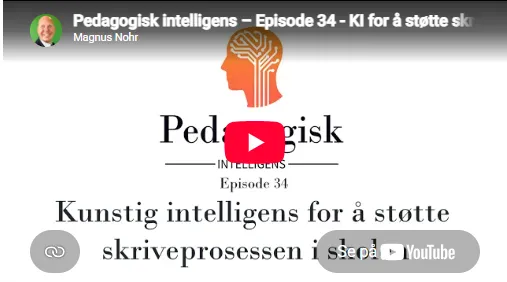 Pedagogisk intelligens – Episode 34 - KI for å støtte
Magnus Nohr
Pedagogisk
INTELLIGENS
Episode 34
Kunstig intelligens for å støtte
skriveprosessen i skolen
Se på YouTube